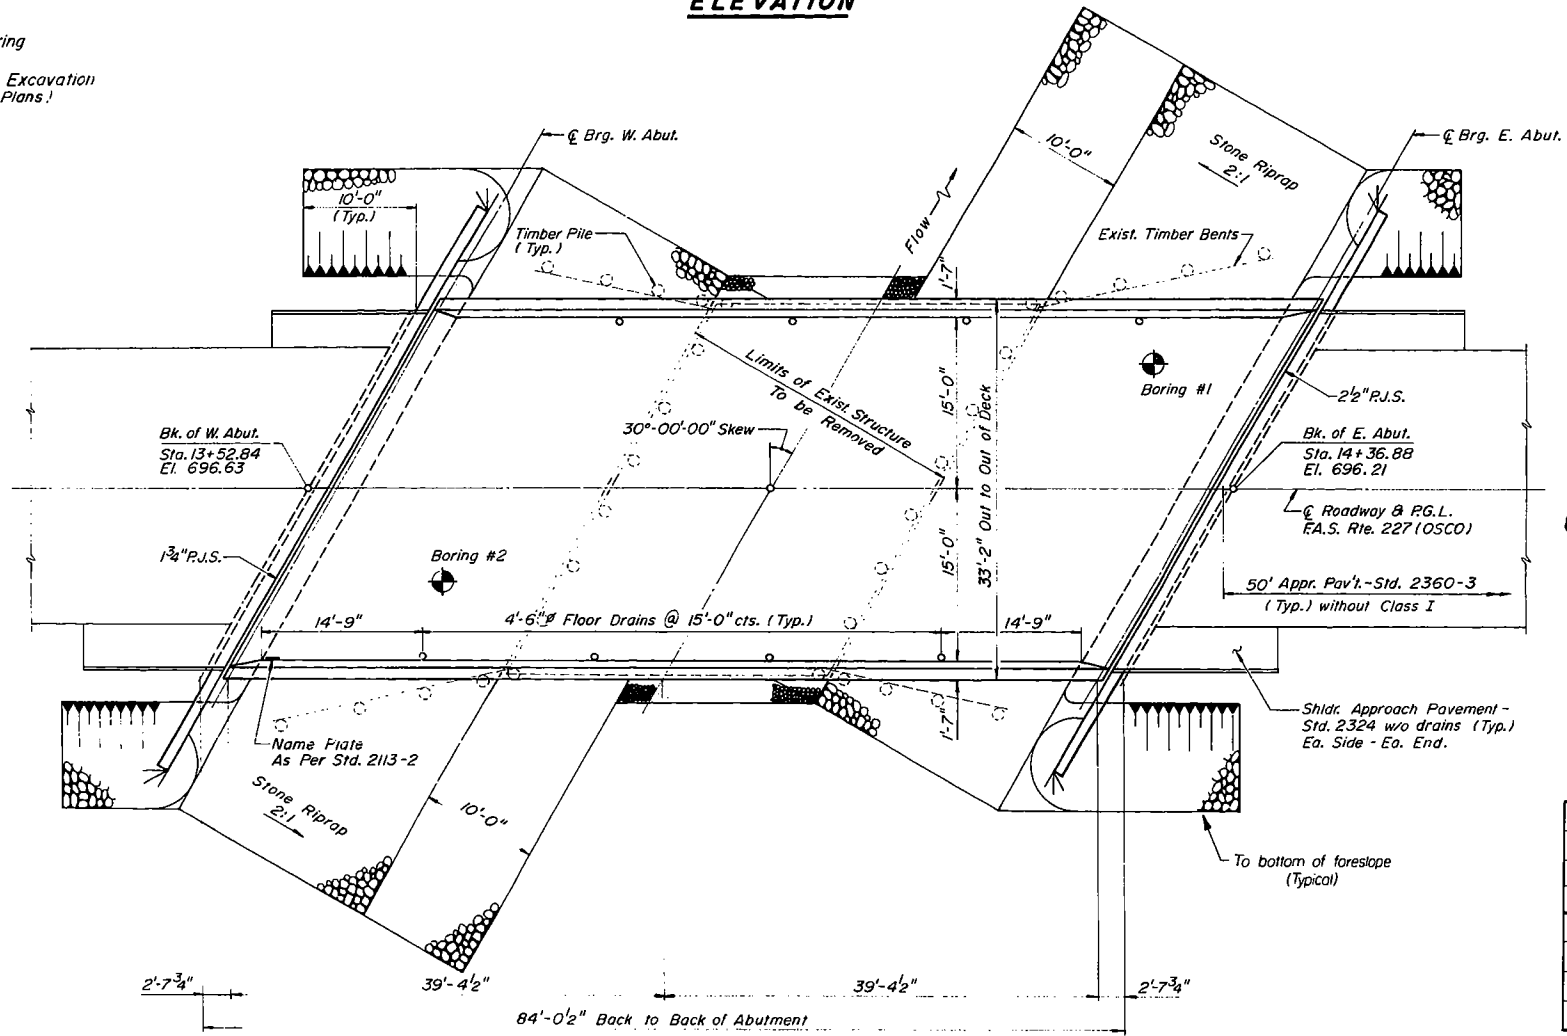 ELEVATION
Excavation
Plans.)
℄ Brg. W. Abut.
℄ Brg. E. Abut.
10'-0"
(Typ.)
Timber Pile
(Typ.)
Flow
10'-0"
Stone Riprap
2:1
Exist. Timber Bents
1'-7"
Limits of Exist. Structure
To be Removed
15'-0"
33'-2" Out to Out of Deck
Boring #1
2½" P.J.S.
30°-00'-00" Skew
Bk. of W. Abut.
Sta. 13+52.84
El. 696.63
Bk. of E. Abut.
Sta. 14+36.88
El. 696.21
℄ Roadway & P.G.L.
F.A.S. Rte. 227 (OSCO)
1¾" P.J.S.
Boring #2
15'-0"
50' Appr. Pav't.-Std. 2360-3
(Typ.) without Class I
14'-9"
4'-6"Ø Floor Drains @ 15'-0" cts. (Typ.)
14'-9"
1'-7"
Name Plate
As Per Std. 2113-2
Shldr. Approach Pavement -
Std. 2324 w/o drains (Typ.)
Ea. Side - Ea. End.
Stone Riprap
2:1
10'-0"
To bottom of foreslope
(Typical)
2'-7¾"
39'-4½"
39'-4½"
2'-7¾"
84'-0½" Back to Back of Abutment